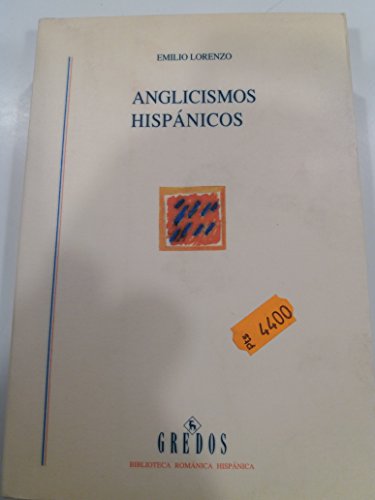 EMILIO LORENZO
ANGLICISMOS
HISPÁNICOS
pts 4400
GREDOS
BIBLIOTECA ROMÁNICA HISPÁNICA